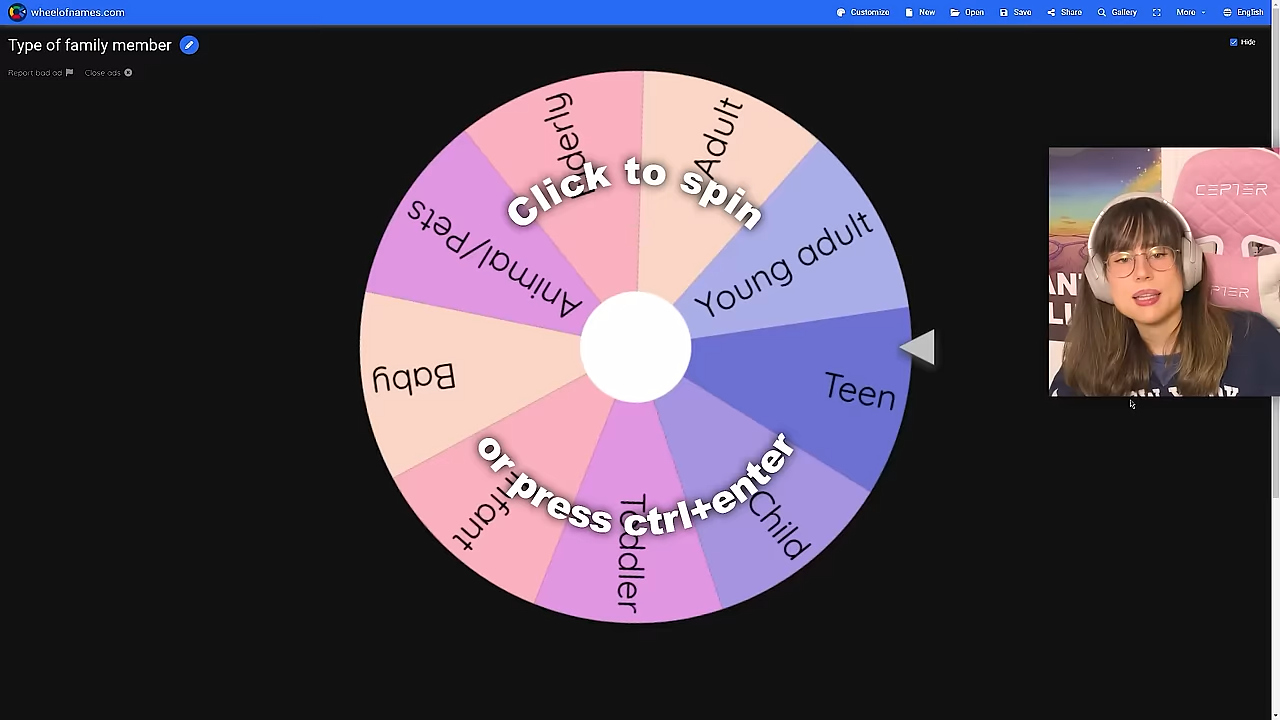 wheelofnames.com
Customize
New
Open
Save
Share
Gallery
More
English
Type of family member
Hide
Report bad ad
Close ads
Elderly
Adult
Young adult
Teen
Child
Toddler
Infant
Baby
Animal/Pets
Click to spin
or press ctrl+enter
CEPTER